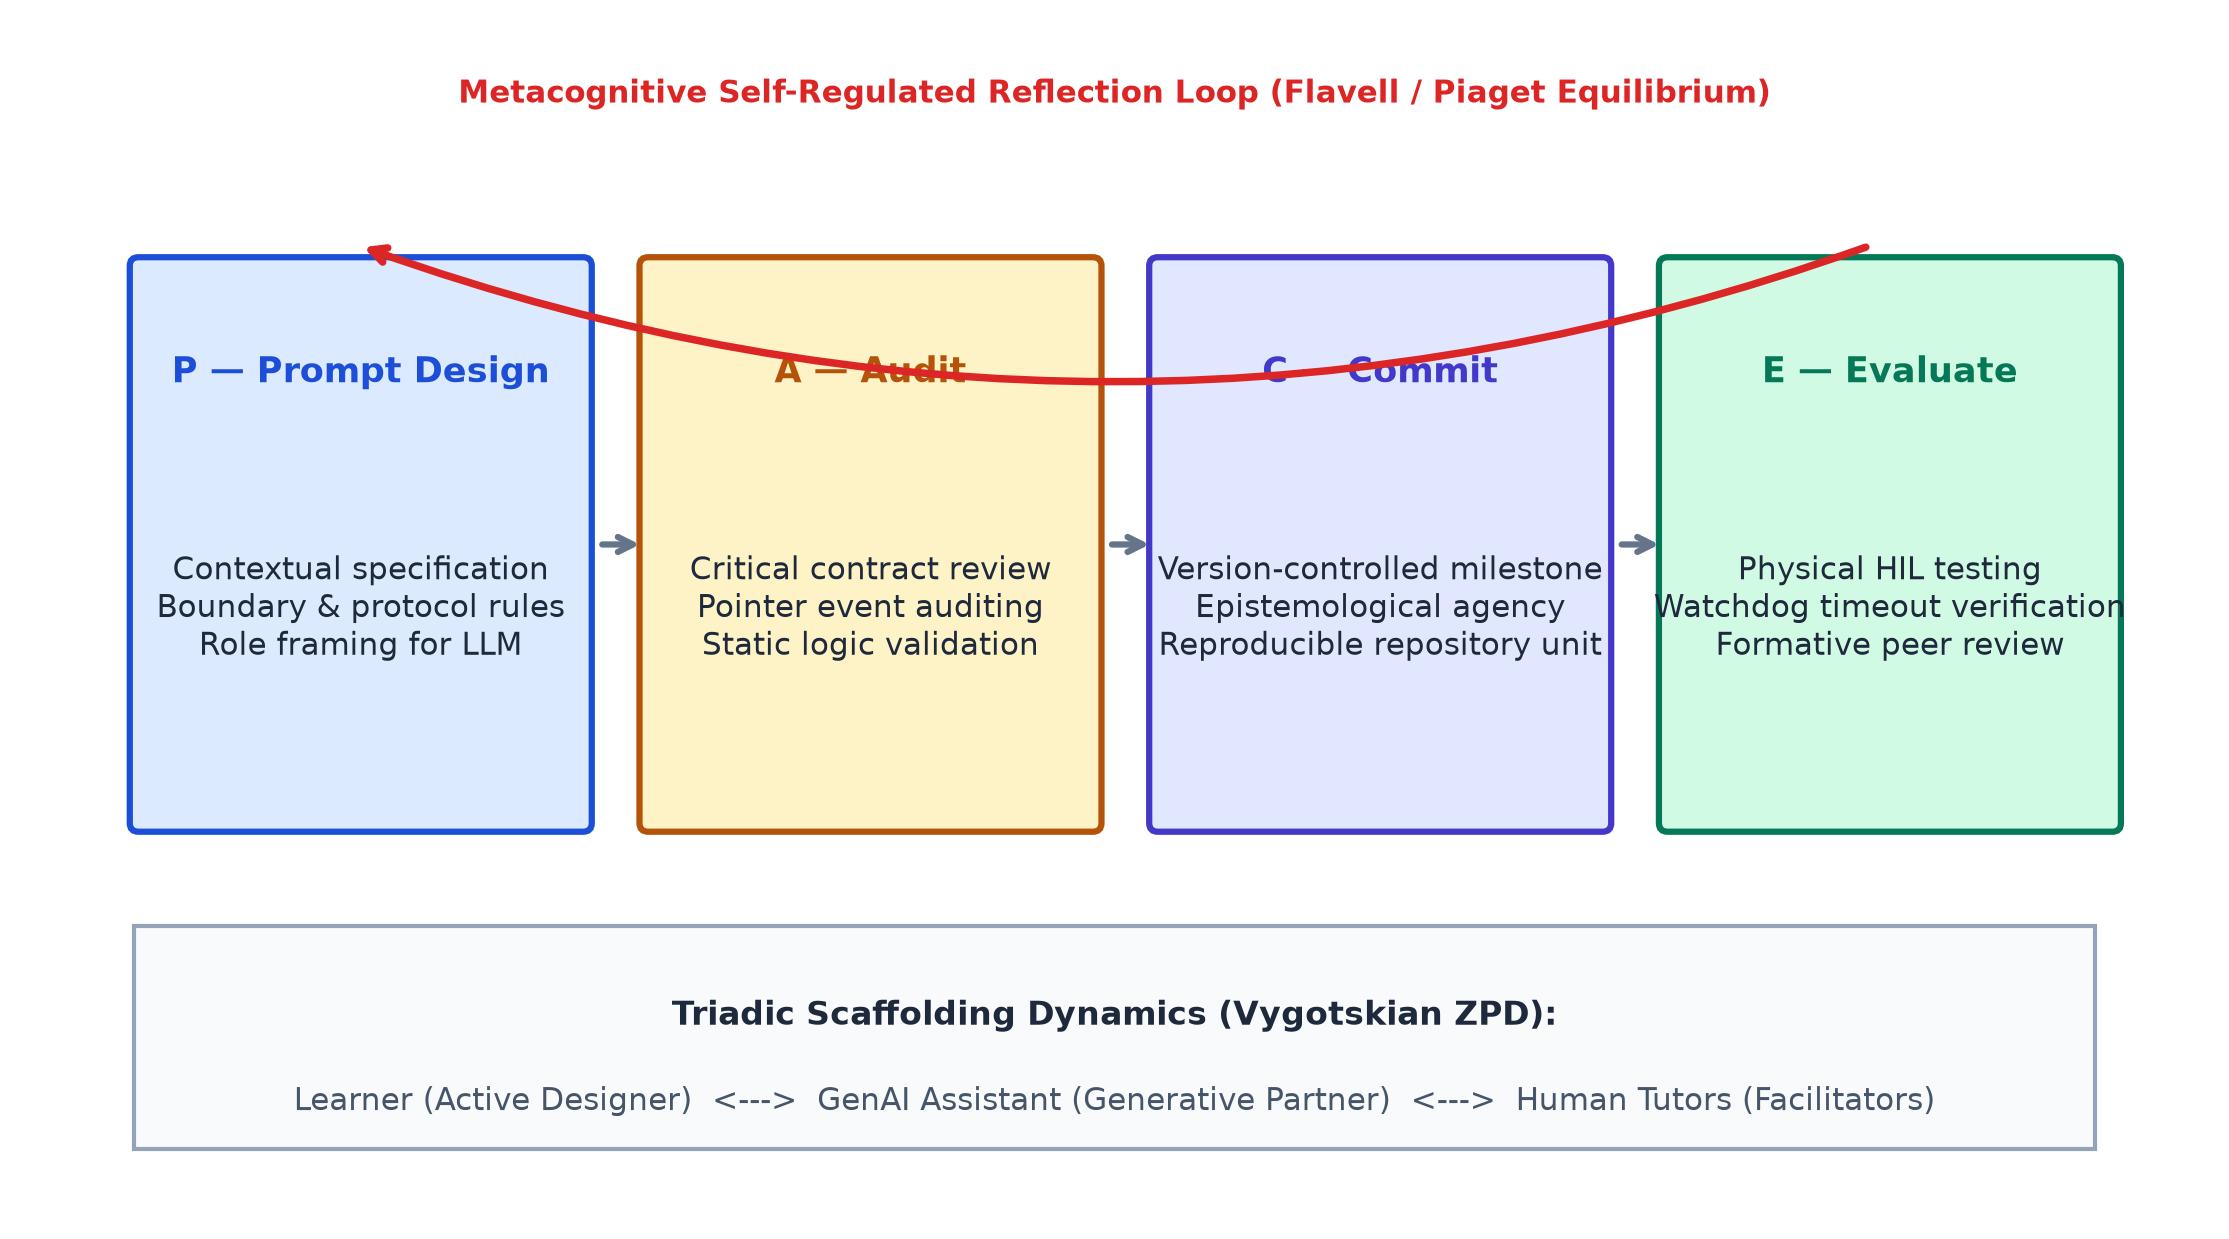 Metacognitive Self-Regulated Reflection Loop (Flavell / Piaget Equilibrium)
P — Prompt Design
Contextual specification
Boundary & protocol rules
Role framing for LLM
A — Audit
Critical contract review
Pointer event auditing
Static logic validation
C — Commit
Version-controlled milestone
Epistemological agency
Reproducible repository unit
E — Evaluate
Physical HIL testing
Watchdog timeout verification
Formative peer review
Triadic Scaffolding Dynamics (Vygotskian ZPD):
Learner (Active Designer) <---> GenAI Assistant (Generative Partner) <---> Human Tutors (Facilitators)